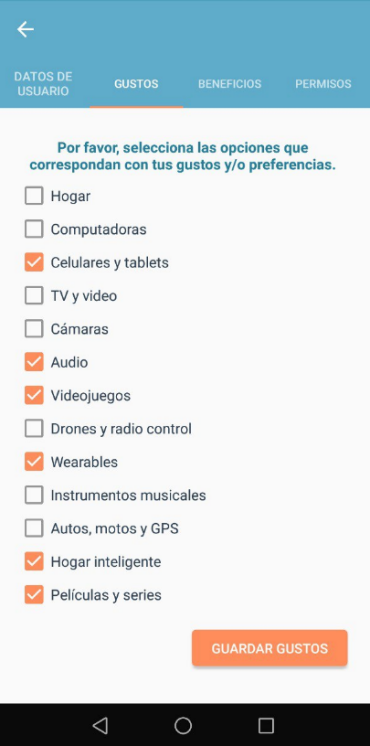 DATOS DE
USUARIO
GUSTOS
BENEFICIOS
PERMISOS
Por favor, selecciona las opciones que
correspondan con tus gustos y/o preferencias.
Hogar
Computadoras
Celulares y tablets
TV y video
Cámaras
Audio
Videojuegos
Drones y radio control
Wearables
Instrumentos musicales
Autos, motos y GPS
Hogar inteligente
Películas y series
GUARDAR GUSTOS